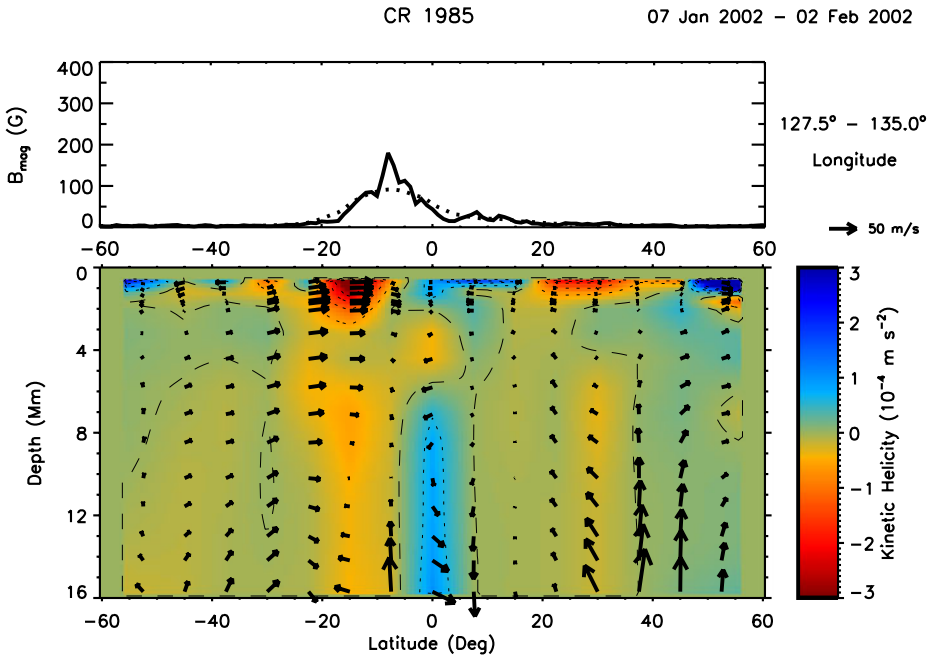 CR 1985 07 Jan 2002 – 02 Feb 2002
400
300
200
100
0
B mag (G)
127.5° – 135.0°
Longitude
50 m/s
−60 −40 −20 0 20 40 60
0
4
8
12
16
Depth (Mm)
−60 −40 −20 0 20 40 60
Latitude (Deg)
3
2
1
0
−1
−2
−3
Kinetic Helicity (10⁻⁴ m s⁻²)